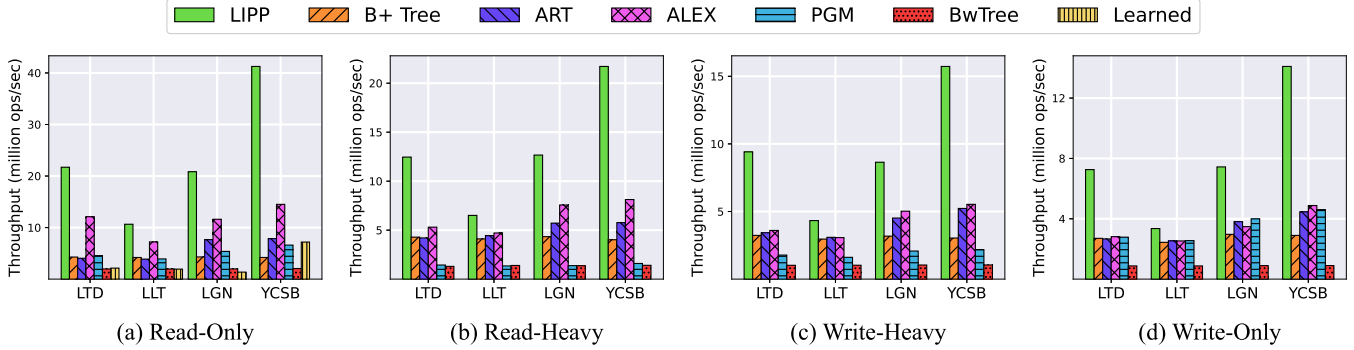 LIPP B+ Tree ART ALEX PGM BwTree Learned
Throughput (million ops/sec)
40
30
20
10
LTD LLT LGN YCSB
(a) Read-Only
Throughput (million ops/sec)
20
15
10
5
LTD LLT LGN YCSB
(b) Read-Heavy
Throughput (million ops/sec)
15
10
5
LTD LLT LGN YCSB
(c) Write-Heavy
Throughput (million ops/sec)
12
8
4
LTD LLT LGN YCSB
(d) Write-Only